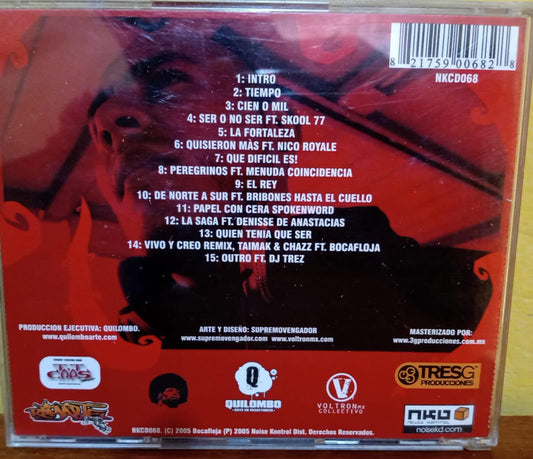 8 21759 00682 8
NKCD068
1: INTRO
2: TIEMPO
3: CIEN O MIL
4: SER O NO SER FT. SKOOL 77
5: LA FORTALEZA
6: QUISIERON MÀS FT. NICO ROYALE
7: QUE DIFICIL ES!
8: PEREGRINOS FT. MENUDA COINCIDENCIA
9: EL REY
10: DE NORTE A SUR FT. BRIBONES HASTA EL CUELLO
11: PAPEL CON CERA SPOKENWORD
12: LA SAGA FT. DENISSE DE ANASTACIAS
13: QUIEN TENIA QUE SER
14: VIVO Y CREO REMIX, TAIMAK & CHAZZ FT. BOCAFLOJA
15: OUTRO FT. DJ TREZ
PRODUCCION EJECUTIVA: QUILOMBO.
www.quilomboarte.com
ARTE Y DISEÑO: SUPREMOVENGADOR
www.supremovengador.com www.voltronmx.com
MASTERIZADO POR:
www.3gproducciones.com.mx
Q
QUILOMBO
V
VOLTRONMX
COLLECTIVO
3G
TRESG
PRODUCCIONES
NKD
noisekd.com
NKCD068. (C) 2005 Bocafloja (P) 2005 Noise Kontrol Dist. Derechos Reservados.